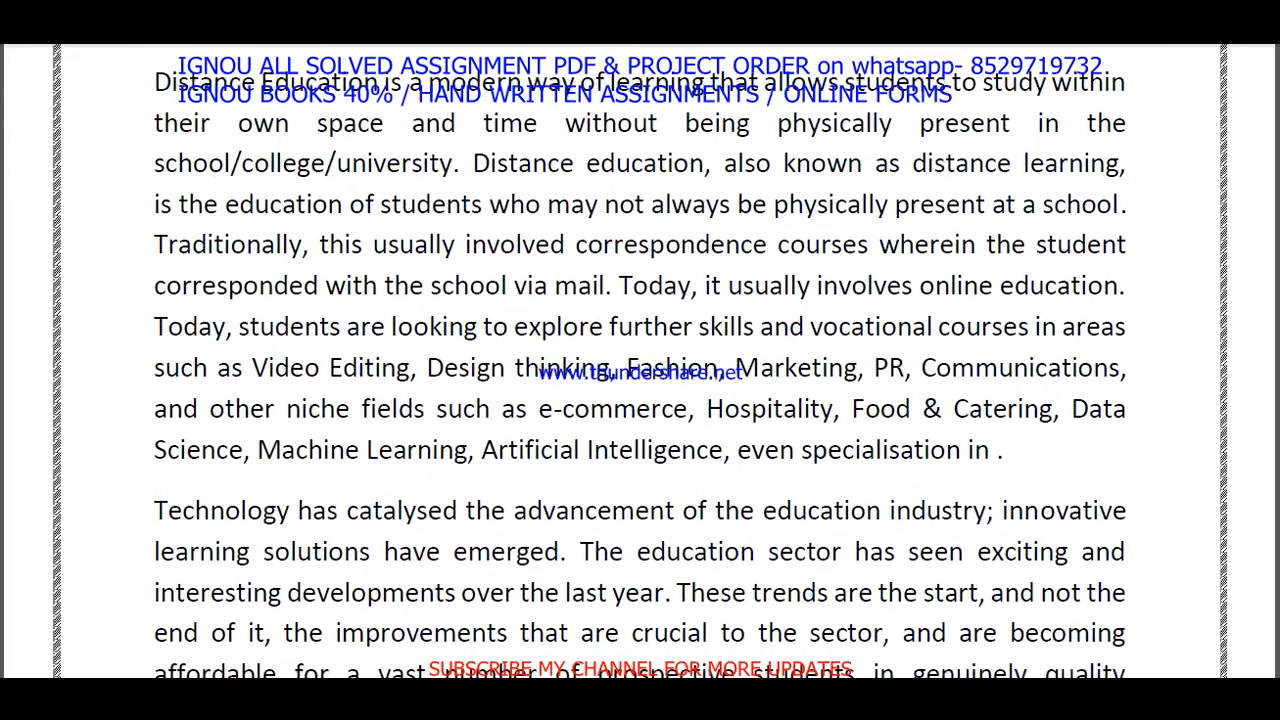 IGNOU ALL SOLVED ASSIGNMENT PDF & PROJECT ORDER on whatsapp- 8529719732
Distance Education is a modern way of learning that allows students to study within
IGNOU BOOKS 40% / HAND WRITTEN ASSIGNMENTS / ONLINE FORMS
their own space and time without being physically present in the
school/college/university. Distance education, also known as distance learning,
is the education of students who may not always be physically present at a school.
Traditionally, this usually involved correspondence courses wherein the student
corresponded with the school via mail. Today, it usually involves online education.
Today, students are looking to explore further skills and vocational courses in areas
such as Video Editing, Design thinking, Fashion, Marketing, PR, Communications,
www.thundershare.net
and other niche fields such as e-commerce, Hospitality, Food & Catering, Data
Science, Machine Learning, Artificial Intelligence, even specialisation in .
Technology has catalysed the advancement of the education industry; innovative
learning solutions have emerged. The education sector has seen exciting and
interesting developments over the last year. These trends are the start, and not the
end of it, the improvements that are crucial to the sector, and are becoming
affordable for a vast number of prospective students in genuinely quality
SUBSCRIBE MY CHANNEL FOR MORE UPDATES